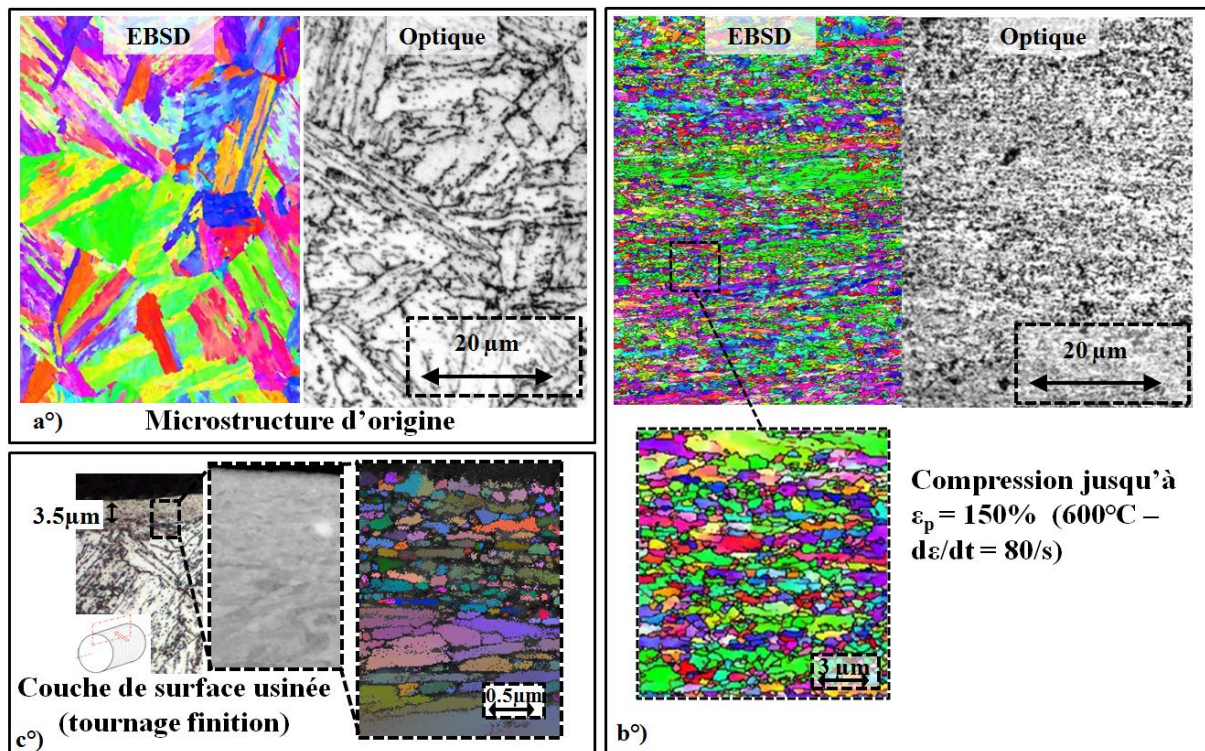 EBSD
Optique
20 µm
a°)
Microstructure d’origine
EBSD
Optique
20 µm
3 µm
Compression jusqu’à
εp = 150% (600°C –
dε/dt = 80/s)
b°)
3.5µm
0.5µm
Couche de surface usinée
(tournage finition)
c°)